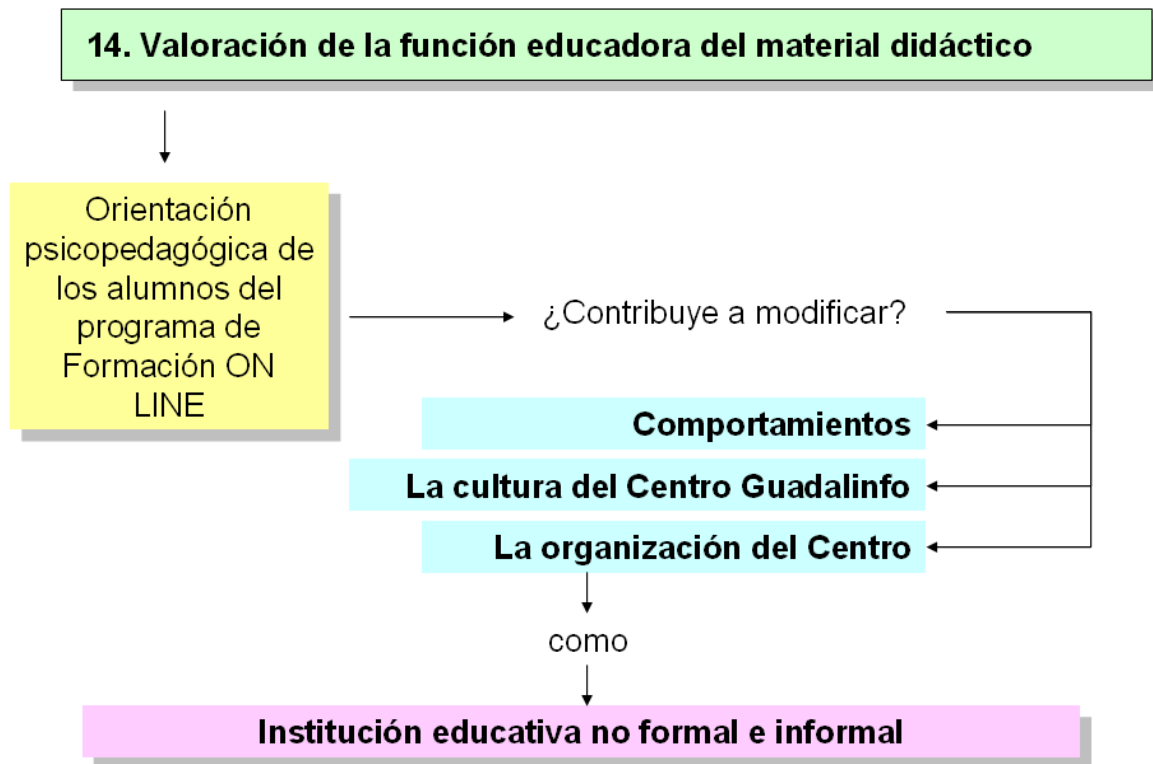 14. Valoración de la función educadora del material didáctico
Orientación
psicopedagógica de
los alumnos del
programa de
Formación ON
LINE
¿Contribuye a modificar?
Comportamientos
La cultura del Centro Guadalinfo
La organización del Centro
como
Institución educativa no formal e informal